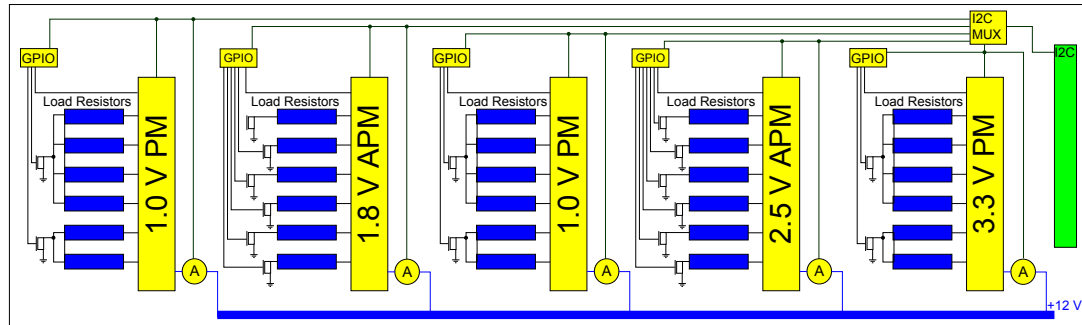 I2C
MUX
I2C
GPIO
GPIO
GPIO
GPIO
GPIO
Load Resistors
Load Resistors
Load Resistors
Load Resistors
Load Resistors
1.0 V PM
1.8 V APM
1.0 V PM
2.5 V APM
3.3 V PM
A
A
A
A
A
+12 V